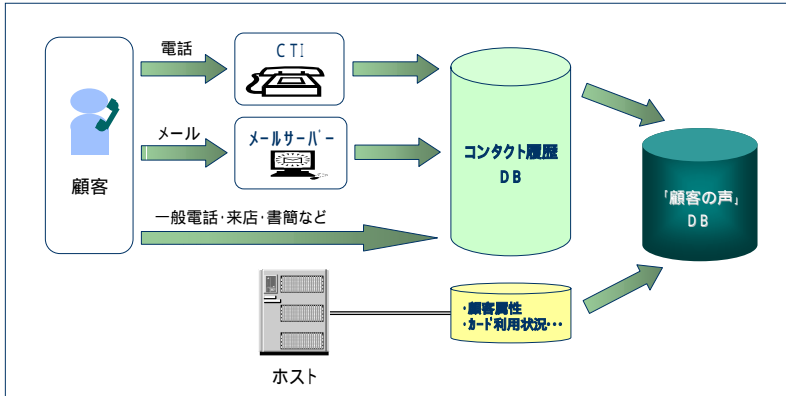 電話
CTI
メール
メールサーバー
顧客
コンタクト履歴
DB
「顧客の声」
DB
一般電話・来店・書簡など
・顧客属性
・カード利用状況・・・
ホスト